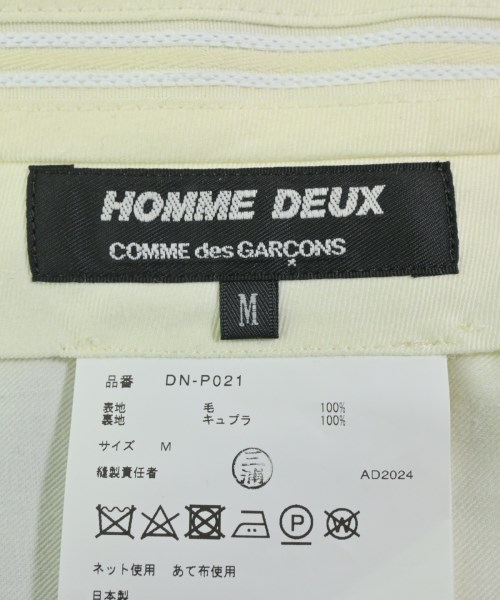 HOMME DEUX
COMME des GARÇONS
M
品番 DN-P021
表地 毛 100%
裏地 キュプラ 100%
サイズ M
縫製責任者 三浦 AD2024
P W
ネット使用 あて布使用
日本製